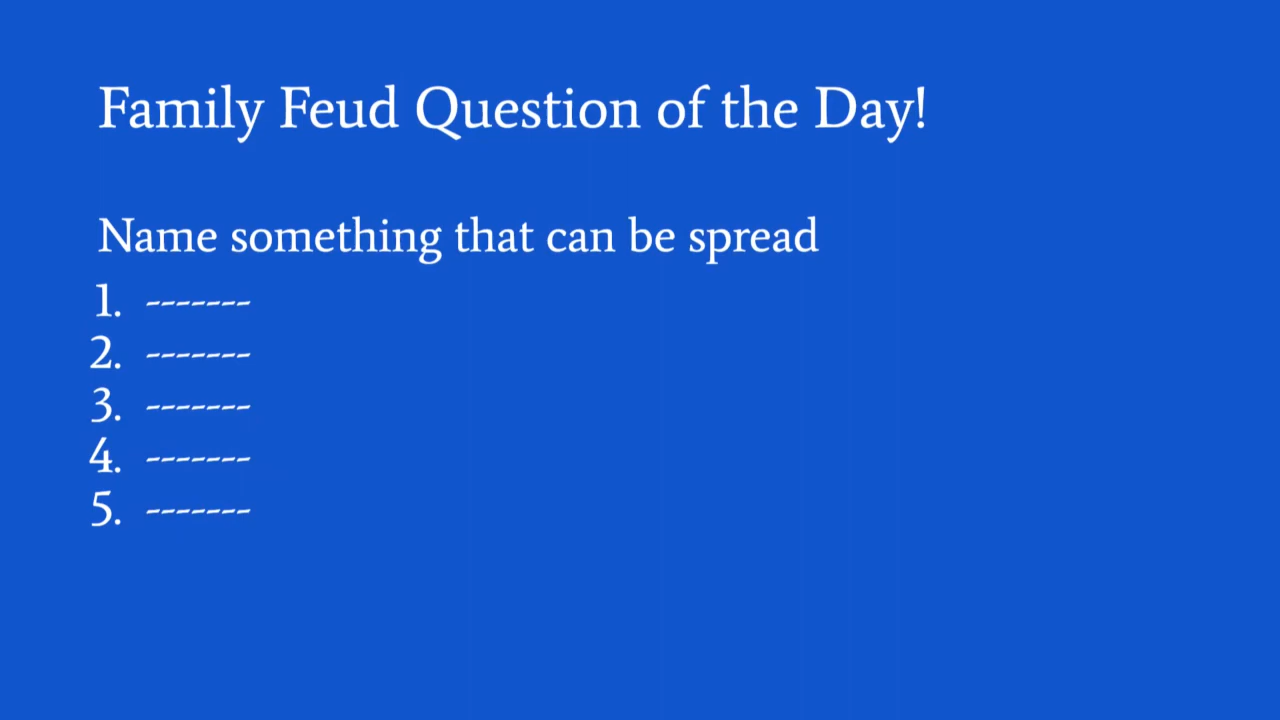 Family Feud Question of the Day!
Name something that can be spread
1. -------
2. -------
3. -------
4. -------
5. -------